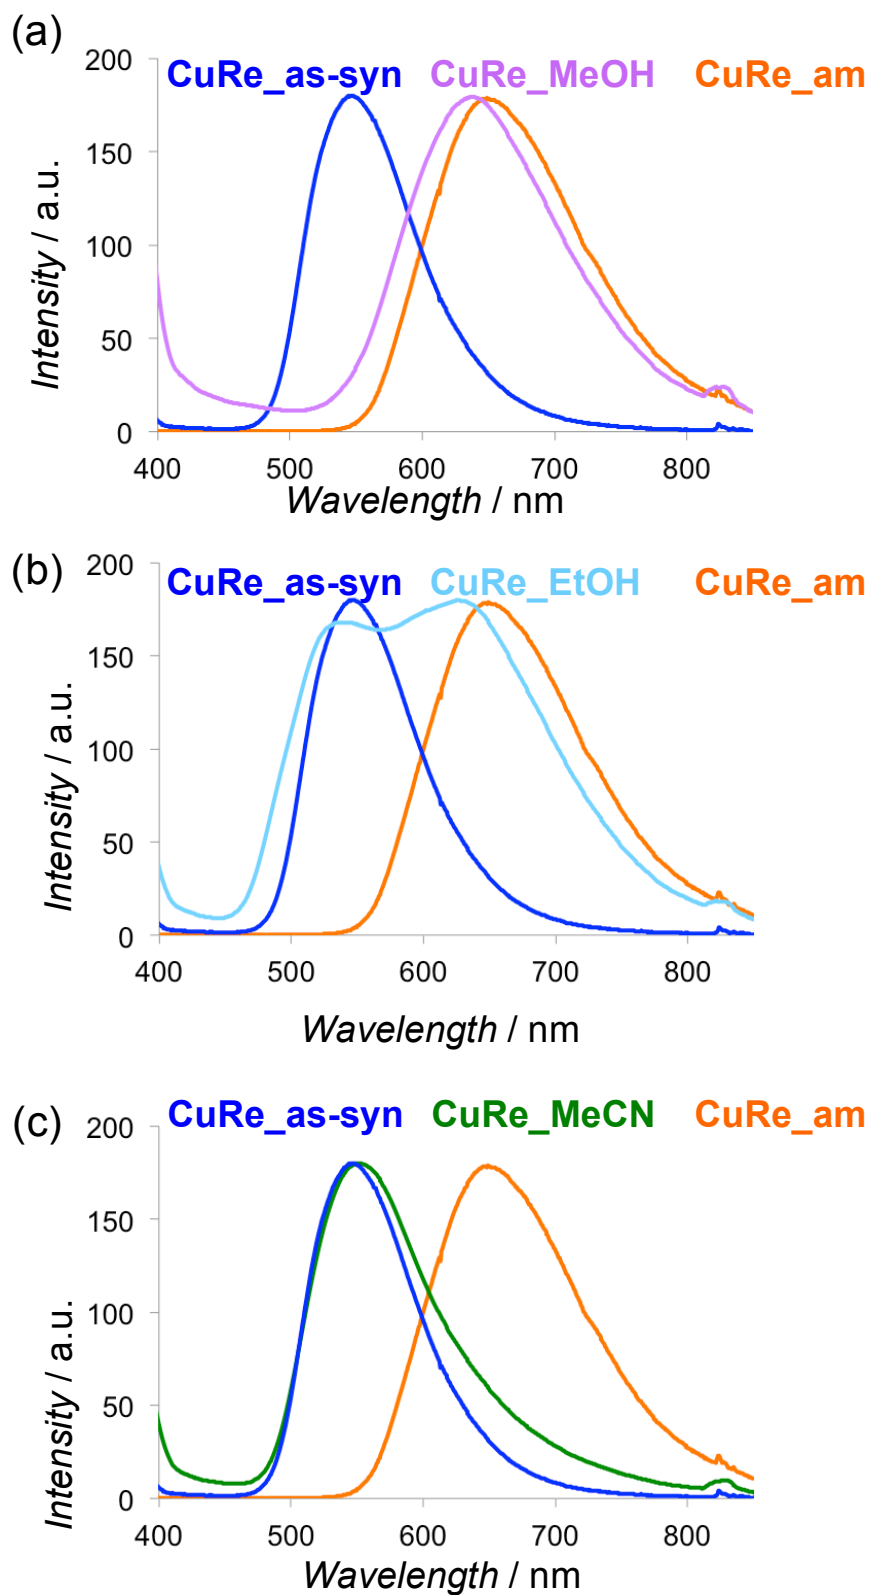 (a)
CuRe_as-syn CuRe_MeOH CuRe_am
200
150
100
50
0
Intensity / a.u.
400 500 600 700 800
Wavelength / nm
(b)
CuRe_as-syn CuRe_EtOH CuRe_am
200
150
100
50
0
Intensity / a.u.
400 500 600 700 800
Wavelength / nm
(c)
CuRe_as-syn CuRe_MeCN CuRe_am
200
150
100
50
0
Intensity / a.u.
400 500 600 700 800
Wavelength / nm